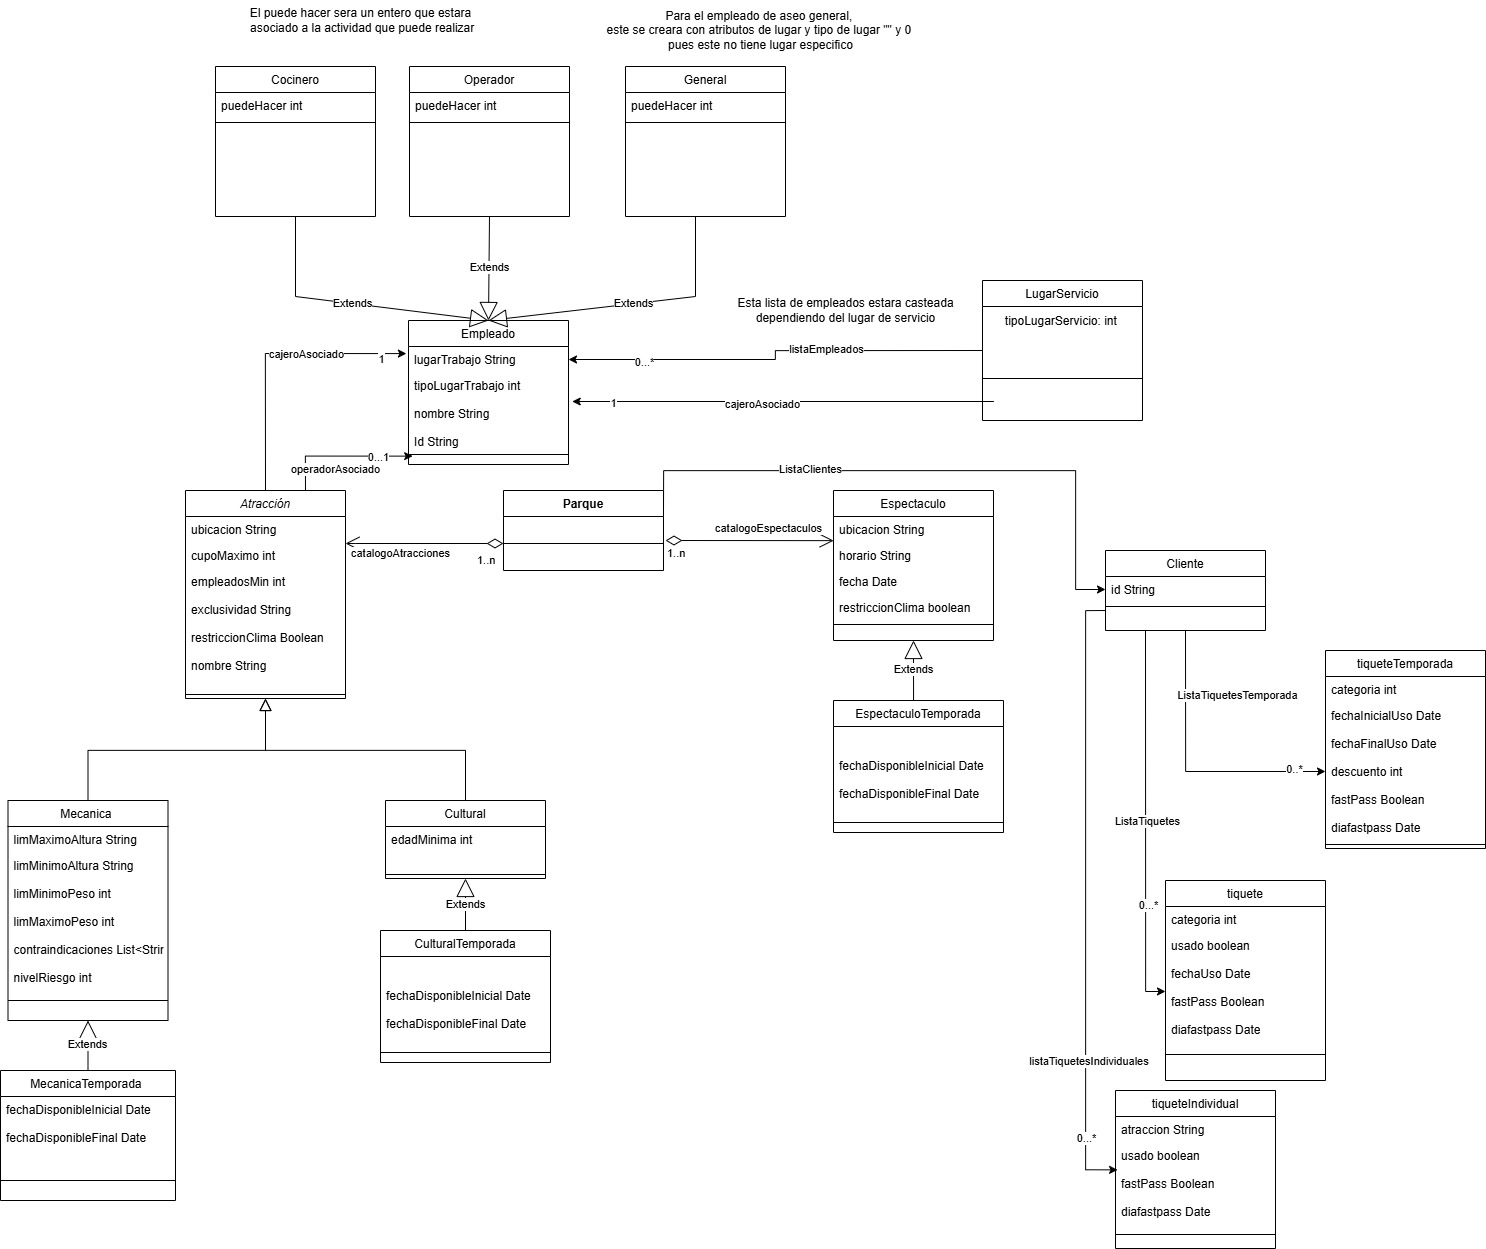 El puede hacer sera un entero que estara
asociado a la actividad que puede realizar
Para el empleado de aseo general,
este se creara con atributos de lugar y tipo de lugar "" y 0
pues este no tiene lugar especifico
Cocinero
puedeHacer int
Operador
puedeHacer int
General
puedeHacer int
Extends
Extends
Extends
Esta lista de empleados estara casteada
dependiendo del lugar de servicio
LugarServicio
tipoLugarServicio: int
Empleado
lugarTrabajo String
tipoLugarTrabajo int
nombre String
Id String
cajeroAsociado
1
listaEmpleados
0...*
1
cajeroAsociado
0...1
operadorAsociado
ListaClientes
Atracción
ubicacion String
cupoMaximo int
empleadosMin int
exclusividad String
restriccionClima Boolean
nombre String
Parque
catalogoAtracciones
1..n
catalogoEspectaculos
1..n
Espectaculo
ubicacion String
horario String
fecha Date
restriccionClima boolean
Extends
EspectaculoTemporada
fechaDisponibleInicial Date
fechaDisponibleFinal Date
Cliente
id String
ListaTiquetesTemporada
0..*
tiqueteTemporada
categoria int
fechaInicialUso Date
fechaFinalUso Date
descuento int
fastPass Boolean
diafastpass Date
ListaTiquetes
0...*
tiquete
categoria int
usado boolean
fechaUso Date
fastPass Boolean
diafastpass Date
listaTiquetesIndividuales
0...*
tiqueteIndividual
atraccion String
usado boolean
fastPass Boolean
diafastpass Date
Mecanica
limMaximoAltura String
limMinimoAltura String
limMinimoPeso int
limMaximoPeso int
contraindicaciones List<Strir
nivelRiesgo int
Extends
MecanicaTemporada
fechaDisponibleInicial Date
fechaDisponibleFinal Date
Cultural
edadMinima int
Extends
CulturalTemporada
fechaDisponibleInicial Date
fechaDisponibleFinal Date